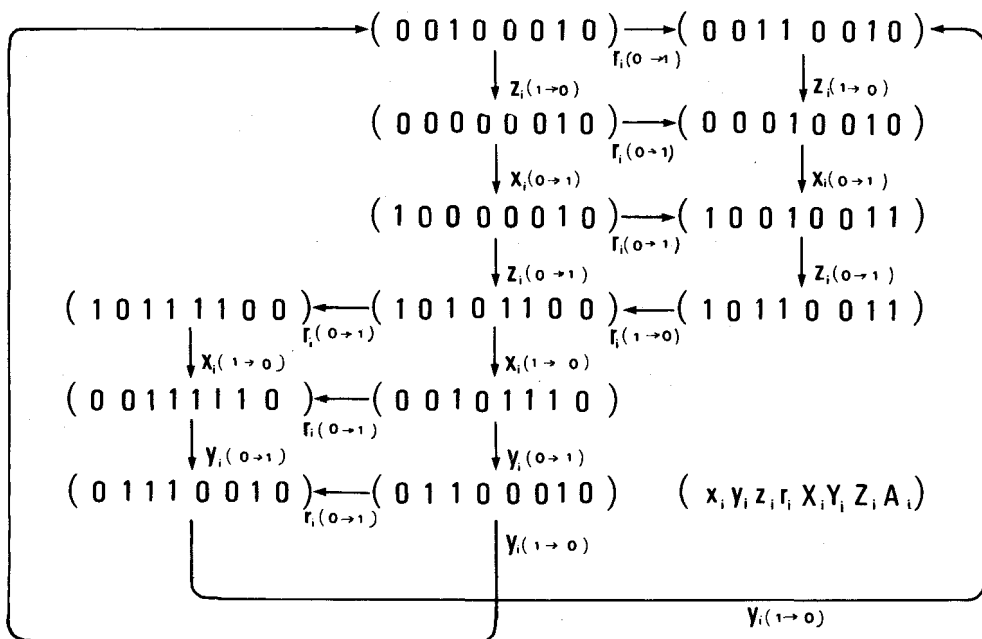 ( 0 0 1 0 0 0 1 0 ) rᵢ(0→1) ( 0 0 1 1 0 0 1 0 )
zᵢ(1→0) zᵢ(1→0)
( 0 0 0 0 0 0 1 0 ) rᵢ(0→1) ( 0 0 0 1 0 0 1 0 )
xᵢ(0→1) xᵢ(0→1)
( 1 0 0 0 0 0 1 0 ) rᵢ(0→1) ( 1 0 0 1 0 0 1 1 )
zᵢ(0→1) zᵢ(0→1)
( 1 0 1 1 1 1 0 0 ) rᵢ(0→1) ( 1 0 1 0 1 1 0 0 ) rᵢ(1→0) ( 1 0 1 1 0 0 1 1 )
xᵢ(1→0) xᵢ(1→0)
( 0 0 1 1 1 1 1 0 ) rᵢ(0→1) ( 0 0 1 0 1 1 1 0 )
yᵢ(0→1) yᵢ(0→1)
( 0 1 1 1 0 0 1 0 ) rᵢ(0→1) ( 0 1 1 0 0 0 1 0 ) ( xᵢ yᵢ zᵢ rᵢ Xᵢ Yᵢ Zᵢ Aᵢ )
yᵢ(1→0)
yᵢ(1→0)